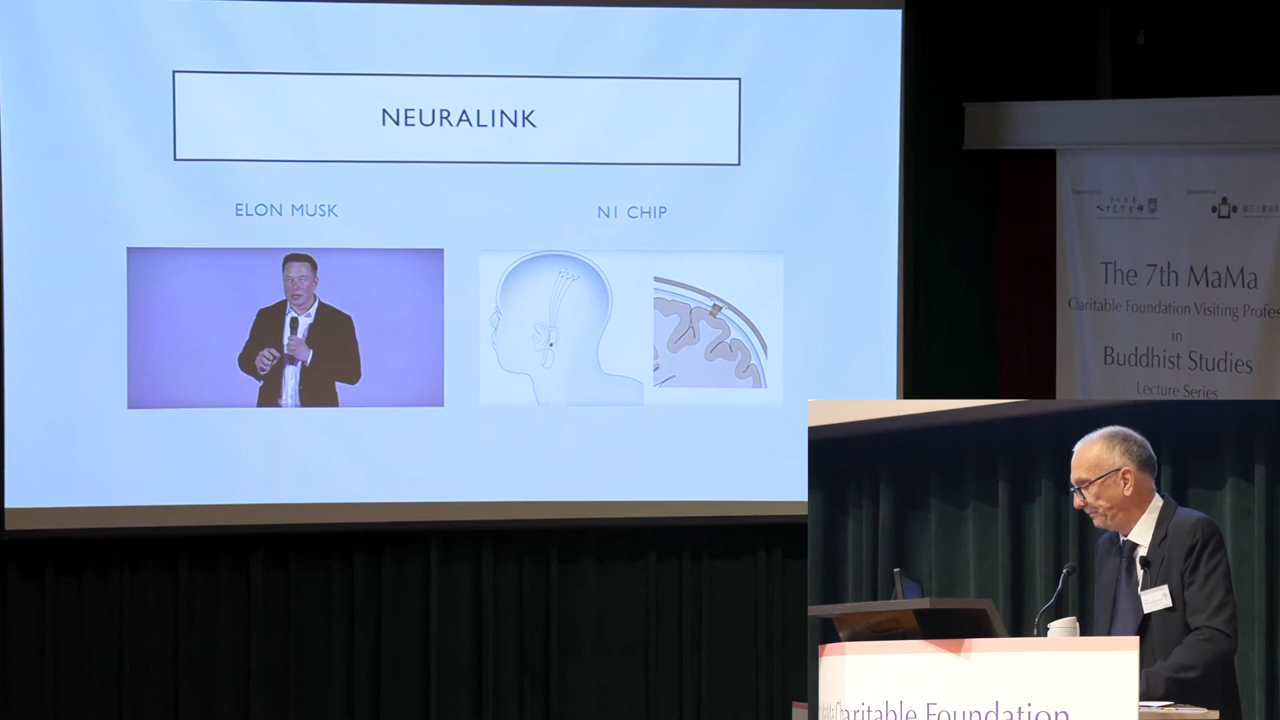 NEURALINK
ELON MUSK
N1 CHIP
The 7th MaMa
Charitable Foundation Visiting Profes
in
Buddhist Studies
Lecture Series
Charitable Foundation